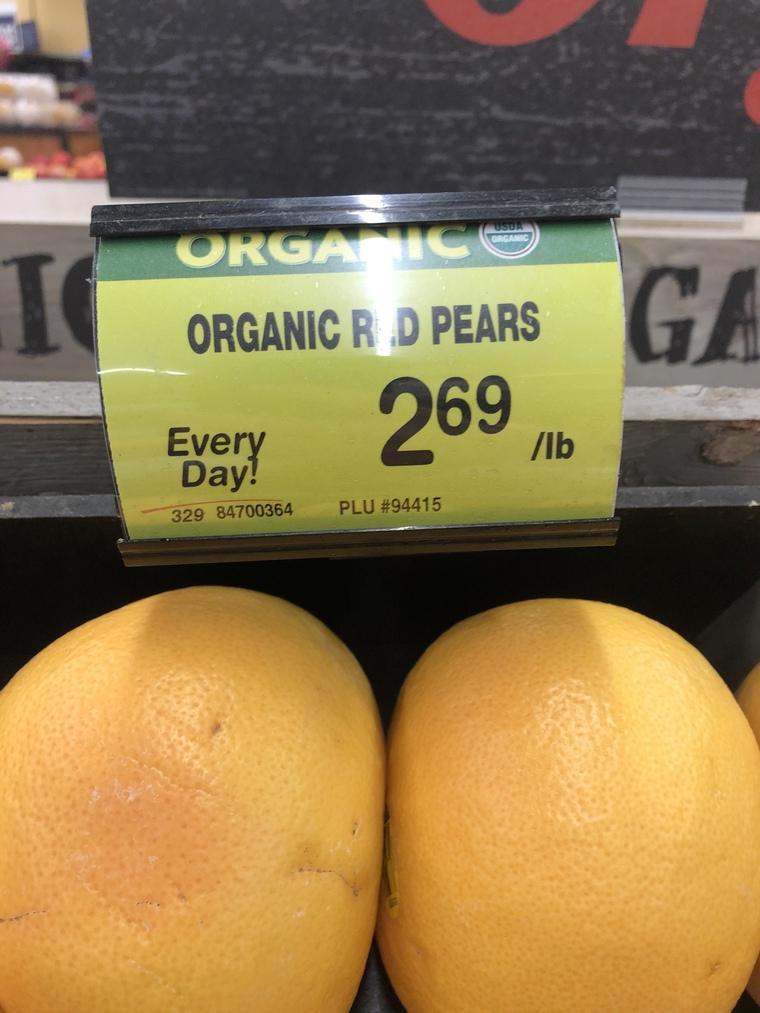 ORGANIC
USDA
ORGANIC
ORGANIC RED PEARS
269 /lb
Every
Day!
329 84700364 PLU #94415